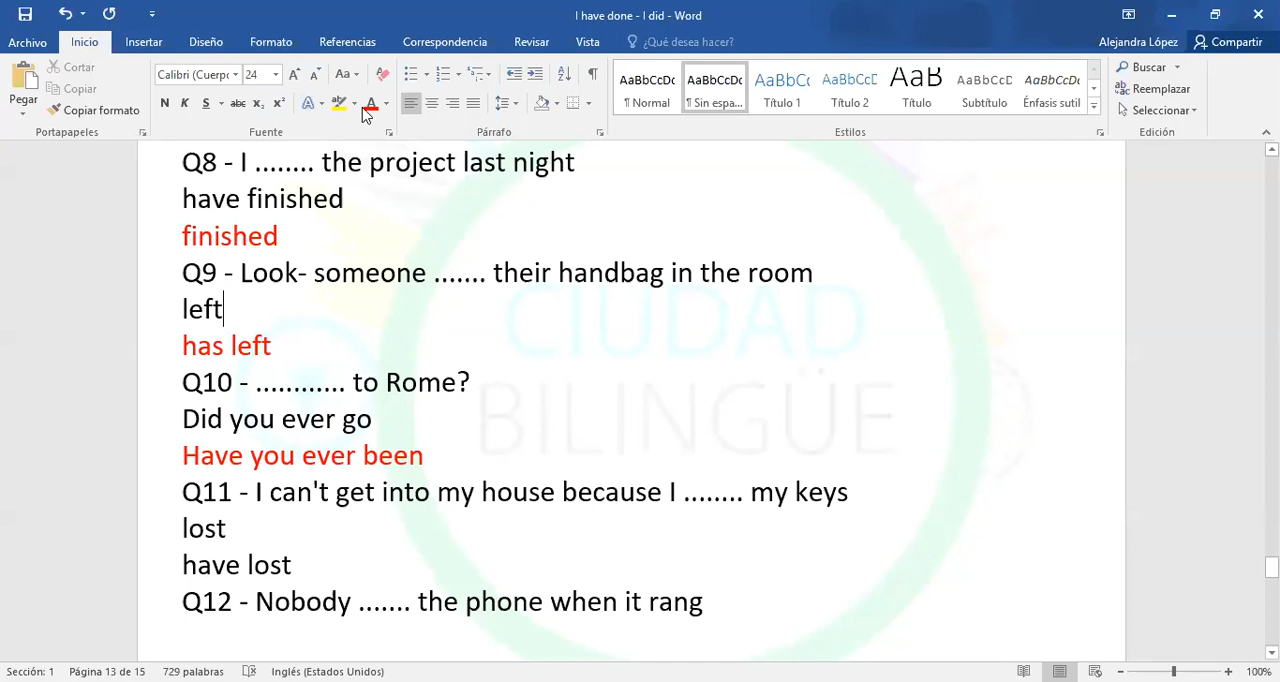 I have done - I did - Word
Archivo Inicio Insertar Diseño Formato Referencias Correspondencia Revisar Vista ¿Qué desea hacer? Alejandra López Compartir
Pegar
Cortar
Copiar
Copiar formato
Portapapeles
Calibri (Cuerpo 24
N K S abc x₂ x²
Fuente
Párrafo
AaBbCcDc AaBbCcDc AaBbCc AaBbCcD AaB AaBbCcD AaBbCcDc
¶ Normal ¶ Sin espa... Título 1 Título 2 Título Subtítulo Énfasis sutil
Estilos
Buscar
Reemplazar
Seleccionar
Edición
Q8 - I ........ the project last night
have finished
finished
Q9 - Look- someone ....... their handbag in the room
left
has left
Q10 - ............ to Rome?
Did you ever go
Have you ever been
Q11 - I can't get into my house because I ........ my keys
lost
have lost
Q12 - Nobody ....... the phone when it rang
CIUDAD
BILINGÜE
Sección: 1 Página 13 de 15 729 palabras Inglés (Estados Unidos) 100%